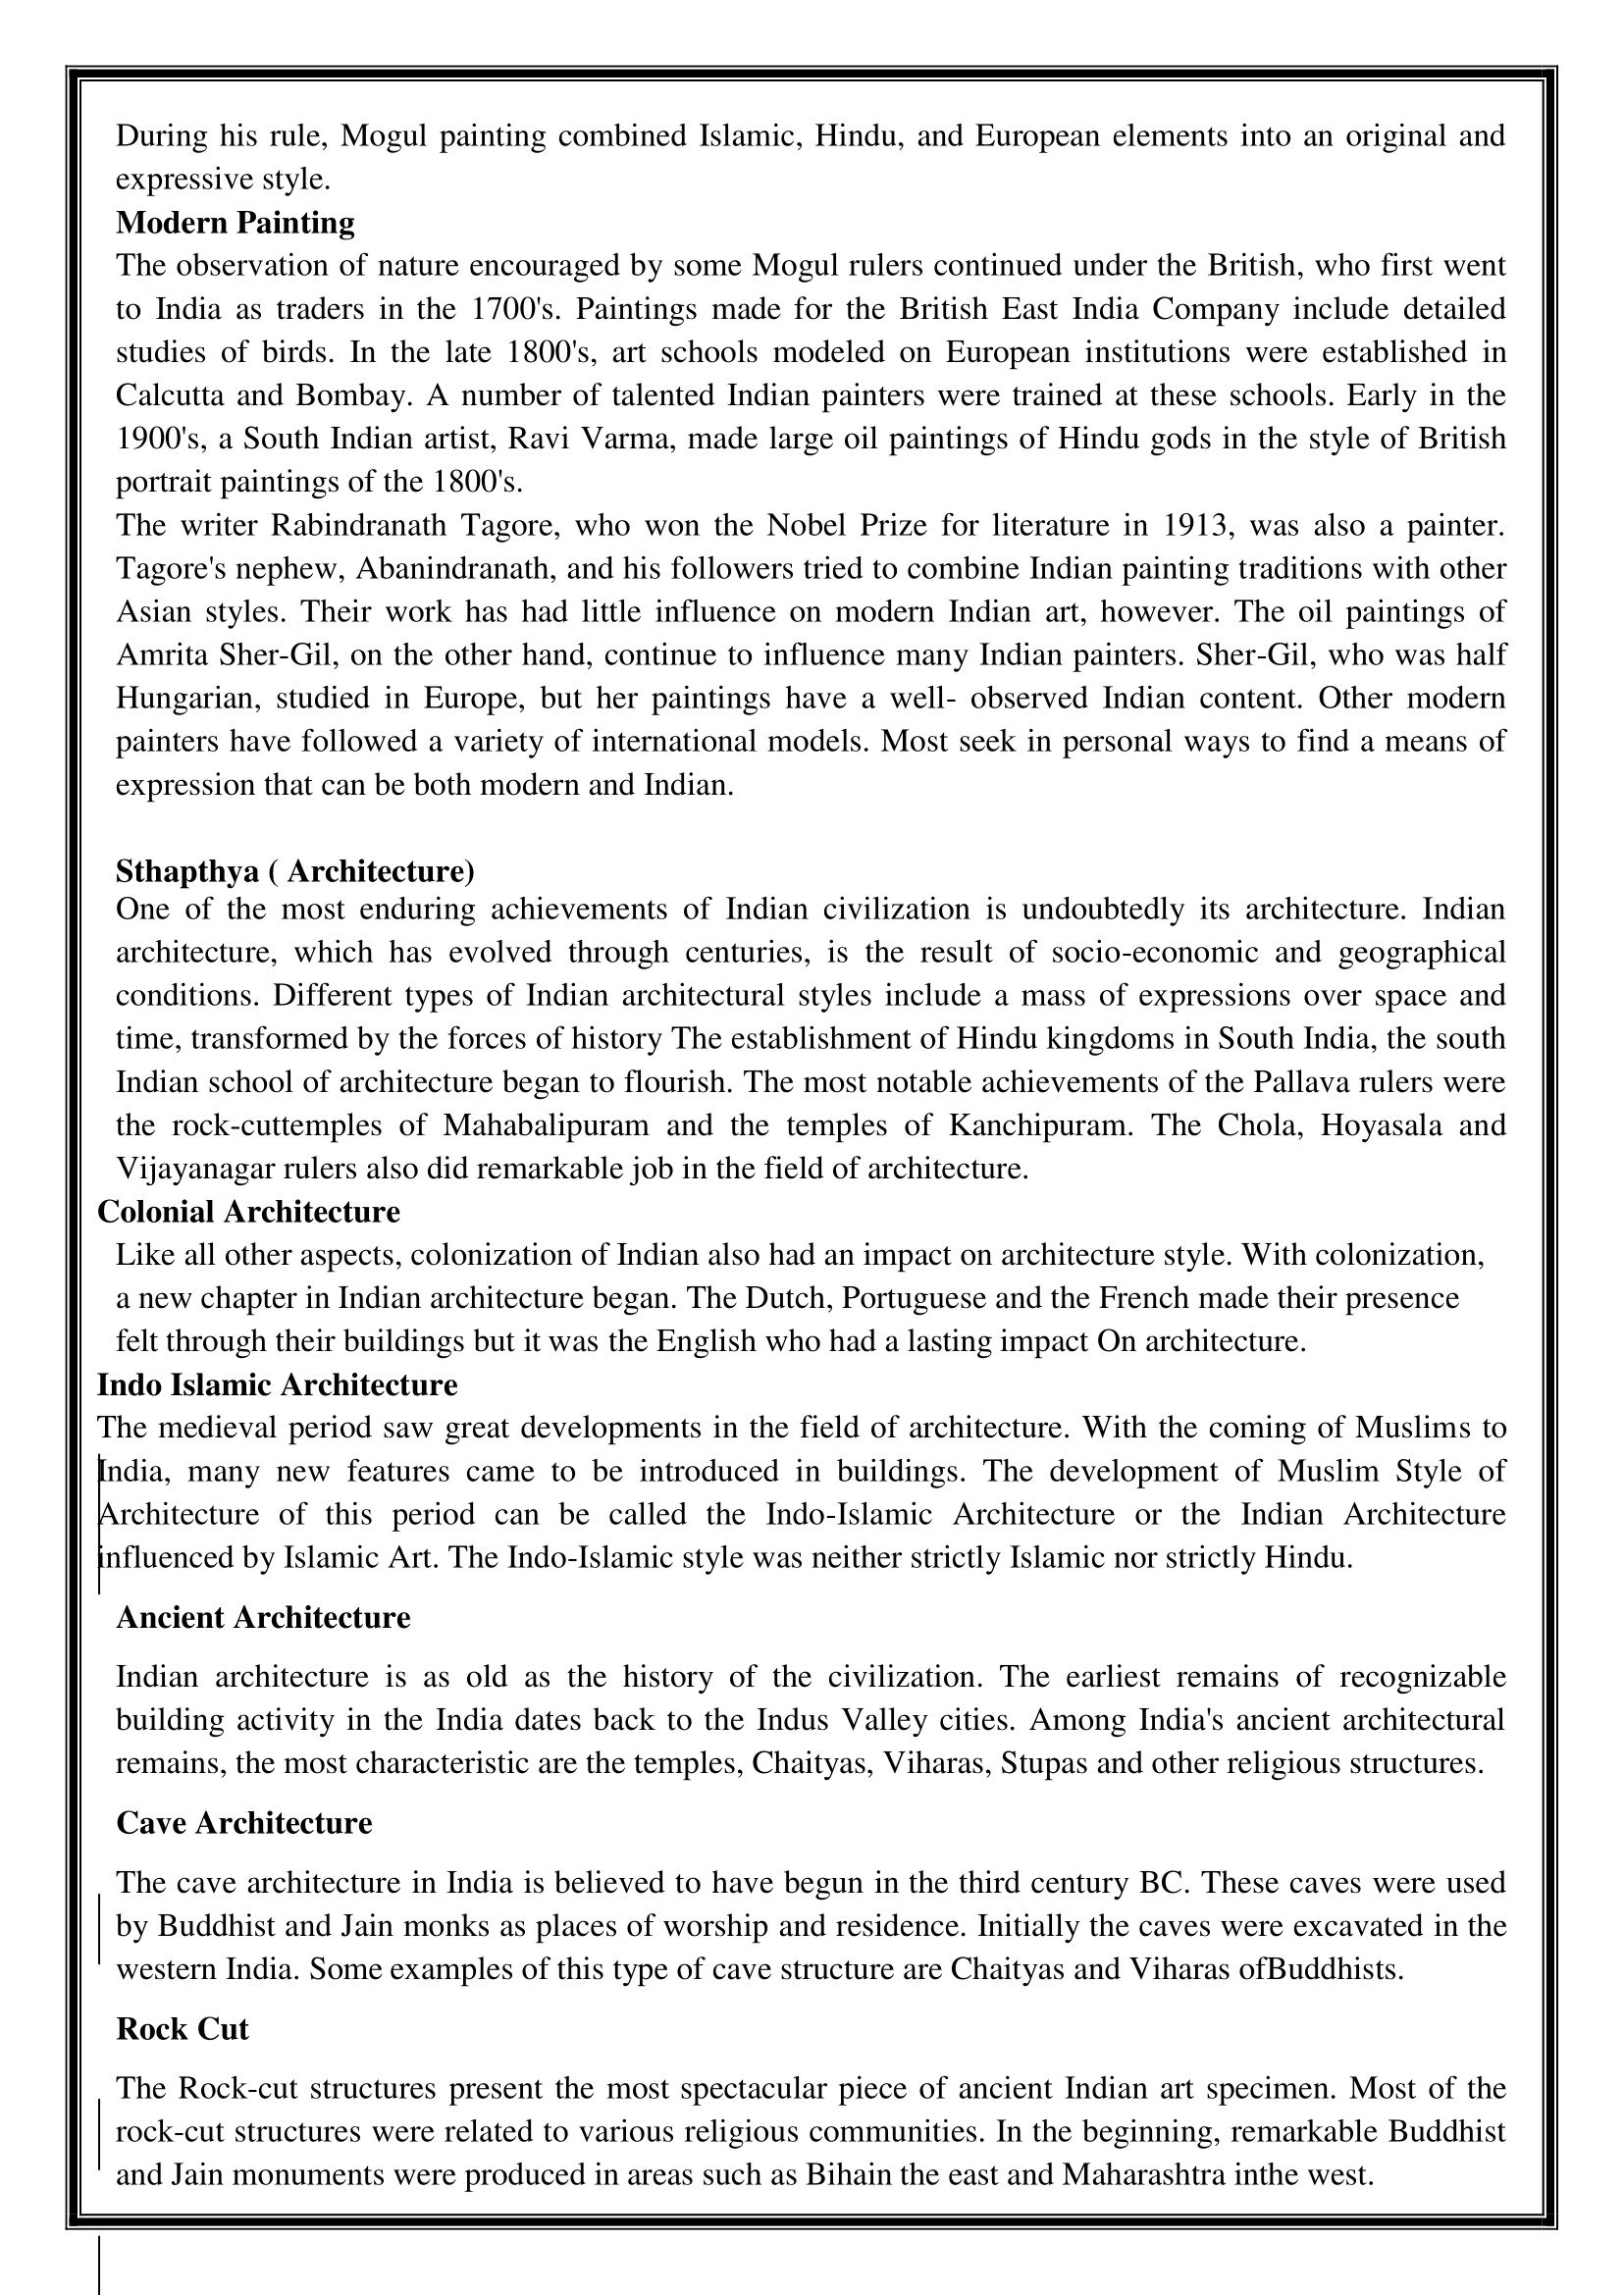 During his rule, Mogul painting combined Islamic, Hindu, and European elements into an original and
expressive style.
Modern Painting
The observation of nature encouraged by some Mogul rulers continued under the British, who first went
to India as traders in the 1700's. Paintings made for the British East India Company include detailed
studies of birds. In the late 1800's, art schools modeled on European institutions were established in
Calcutta and Bombay. A number of talented Indian painters were trained at these schools. Early in the
1900's, a South Indian artist, Ravi Varma, made large oil paintings of Hindu gods in the style of British
portrait paintings of the 1800's.
The writer Rabindranath Tagore, who won the Nobel Prize for literature in 1913, was also a painter.
Tagore's nephew, Abanindranath, and his followers tried to combine Indian painting traditions with other
Asian styles. Their work has had little influence on modern Indian art, however. The oil paintings of
Amrita Sher-Gil, on the other hand, continue to influence many Indian painters. Sher-Gil, who was half
Hungarian, studied in Europe, but her paintings have a well- observed Indian content. Other modern
painters have followed a variety of international models. Most seek in personal ways to find a means of
expression that can be both modern and Indian.
Sthapthya ( Architecture)
One of the most enduring achievements of Indian civilization is undoubtedly its architecture. Indian
architecture, which has evolved through centuries, is the result of socio-economic and geographical
conditions. Different types of Indian architectural styles include a mass of expressions over space and
time, transformed by the forces of history The establishment of Hindu kingdoms in South India, the south
Indian school of architecture began to flourish. The most notable achievements of the Pallava rulers were
the rock-cuttemples of Mahabalipuram and the temples of Kanchipuram. The Chola, Hoyasala and
Vijayanagar rulers also did remarkable job in the field of architecture.
Colonial Architecture
Like all other aspects, colonization of Indian also had an impact on architecture style. With colonization,
a new chapter in Indian architecture began. The Dutch, Portuguese and the French made their presence
felt through their buildings but it was the English who had a lasting impact On architecture.
Indo Islamic Architecture
The medieval period saw great developments in the field of architecture. With the coming of Muslims to
India, many new features came to be introduced in buildings. The development of Muslim Style of
Architecture of this period can be called the Indo-Islamic Architecture or the Indian Architecture
influenced by Islamic Art. The Indo-Islamic style was neither strictly Islamic nor strictly Hindu.
Ancient Architecture
Indian architecture is as old as the history of the civilization. The earliest remains of recognizable
building activity in the India dates back to the Indus Valley cities. Among India's ancient architectural
remains, the most characteristic are the temples, Chaityas, Viharas, Stupas and other religious structures.
Cave Architecture
The cave architecture in India is believed to have begun in the third century BC. These caves were used
by Buddhist and Jain monks as places of worship and residence. Initially the caves were excavated in the
western India. Some examples of this type of cave structure are Chaityas and Viharas ofBuddhists.
Rock Cut
The Rock-cut structures present the most spectacular piece of ancient Indian art specimen. Most of the
rock-cut structures were related to various religious communities. In the beginning, remarkable Buddhist
and Jain monuments were produced in areas such as Bihain the east and Maharashtra inthe west.